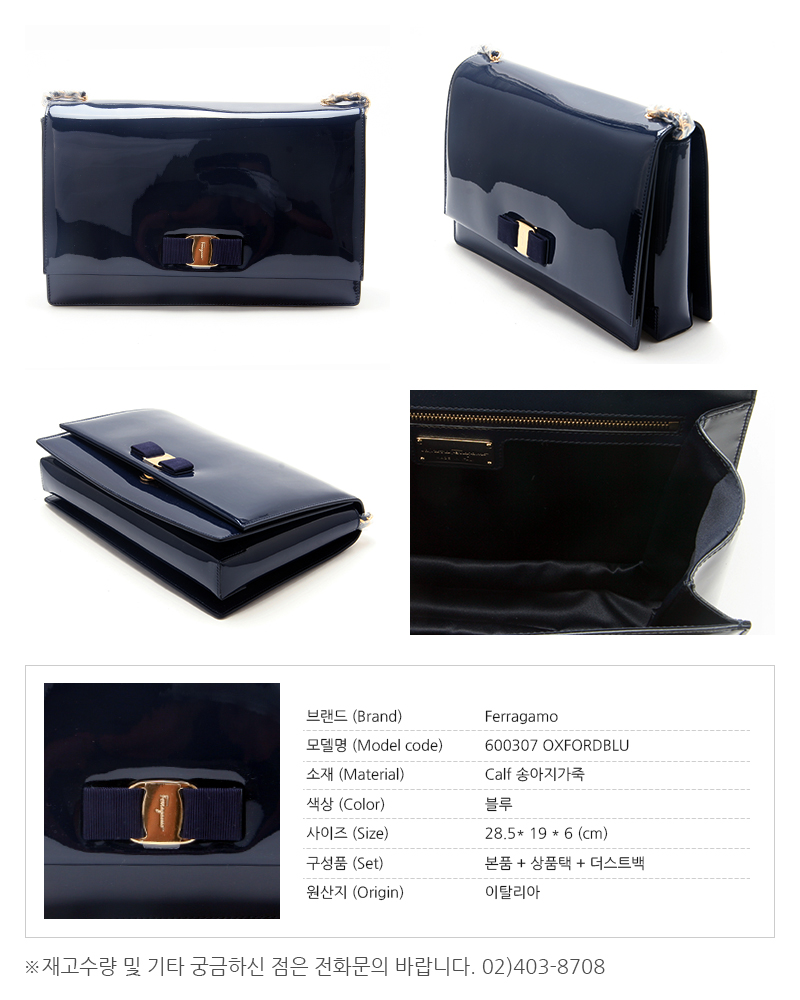 Ferragamo
브랜드 (Brand) Ferragamo
모델명 (Model code) 600307 OXFORDBLU
소재 (Material) Calf 송아지가죽
색상 (Color) 블루
사이즈 (Size) 28.5* 19 * 6 (cm)
구성품 (Set) 본품 + 상품택 + 더스트백
원산지 (Origin) 이탈리아
※재고수량 및 기타 궁금하신 점은 전화문의 바랍니다. 02)403-8708